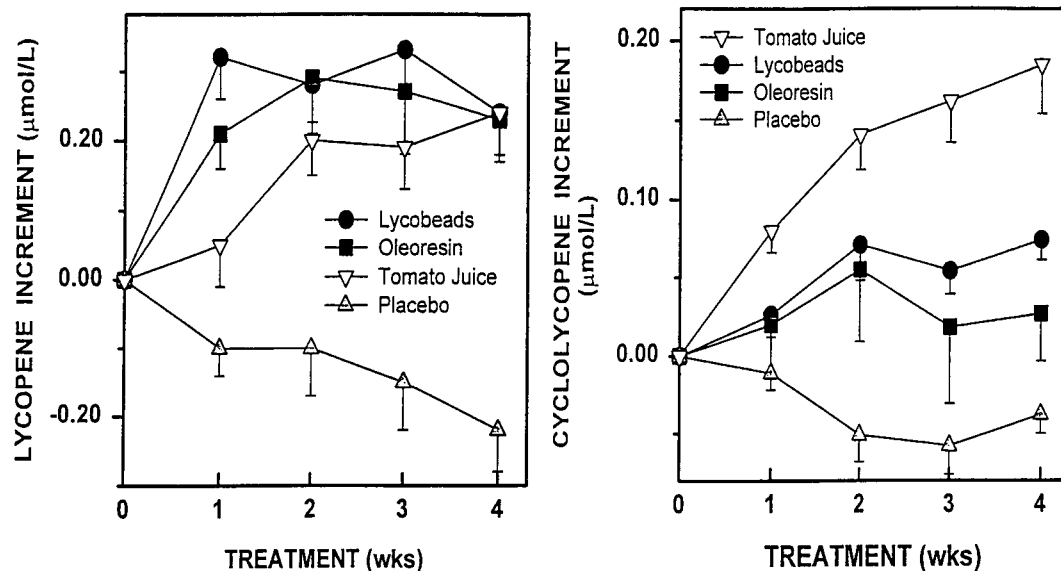 LYCOPENE INCREMENT (µmol/L)
0.20
0.00
-0.20
Lycobeads
Oleoresin
Tomato Juice
Placebo
0 1 2 3 4
TREATMENT (wks)
CYCLOLYCOPENE INCREMENT
(µmol/L)
0.20
0.10
0.00
Tomato Juice
Lycobeads
Oleoresin
Placebo
0 1 2 3 4
TREATMENT (wks)